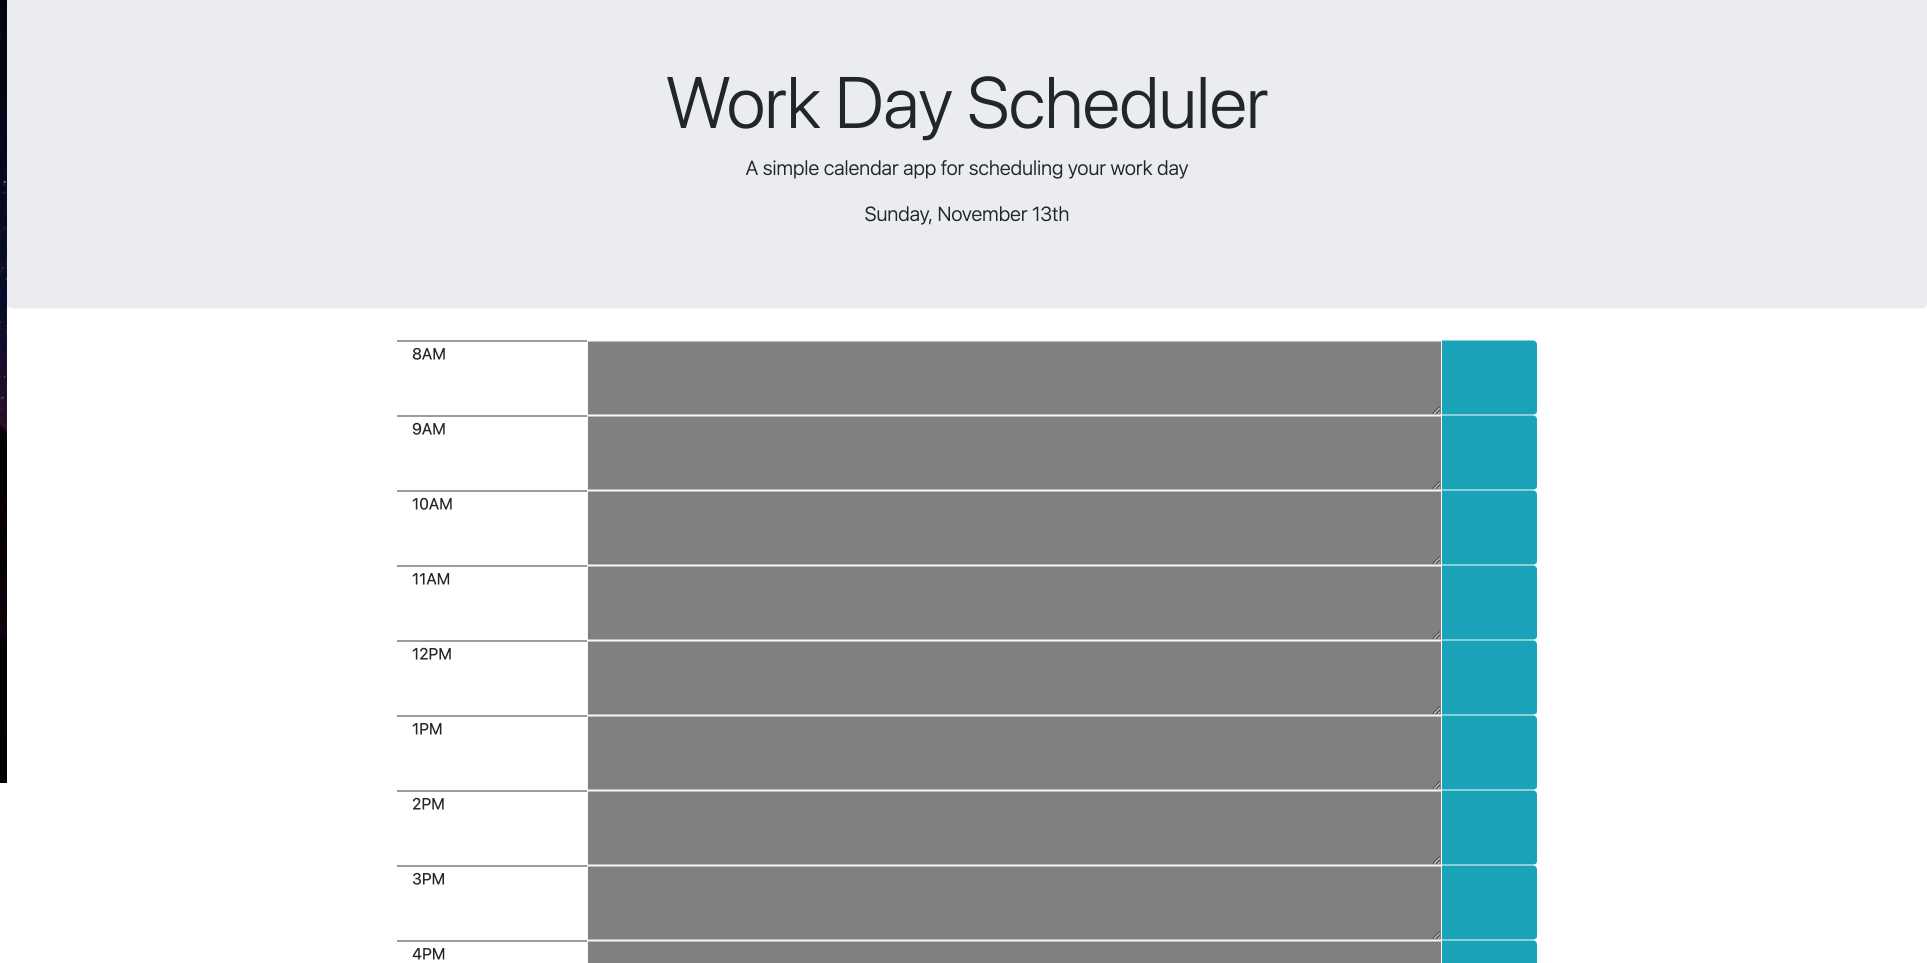 Work Day Scheduler
A simple calendar app for scheduling your work day
Sunday, November 13th
8AM
9AM
10AM
11AM
12PM
1PM
2PM
3PM
4PM